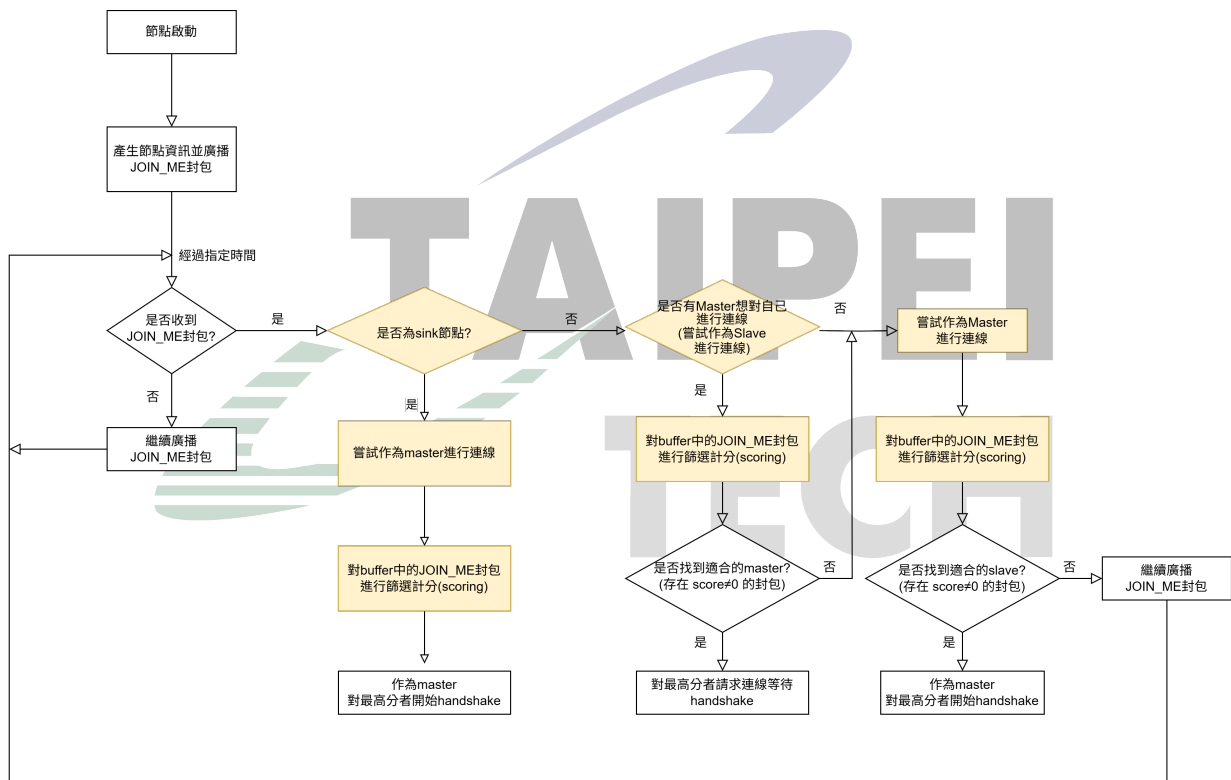 節點啟動
產生節點資訊並廣播
JOIN_ME封包
經過指定時間
是否收到
JOIN_ME封包?
是
否
繼續廣播
JOIN_ME封包
是否為sink節點?
否
是
嘗試作為master進行連線
對buffer中的JOIN_ME封包
進行篩選計分(scoring)
作為master
對最高分者開始handshake
是否有Master想對自己
進行連線
(嘗試作為Slave
進行連線)
否
是
對buffer中的JOIN_ME封包
進行篩選計分(scoring)
是否找到適合的master?
(存在 score≠0 的封包)
否
是
對最高分者請求連線等待
handshake
嘗試作為Master
進行連線
對buffer中的JOIN_ME封包
進行篩選計分(scoring)
是否找到適合的slave?
(存在 score≠0 的封包)
否
是
作為master
對最高分者開始handshake
繼續廣播
JOIN_ME封包
TAIPEI
TECH